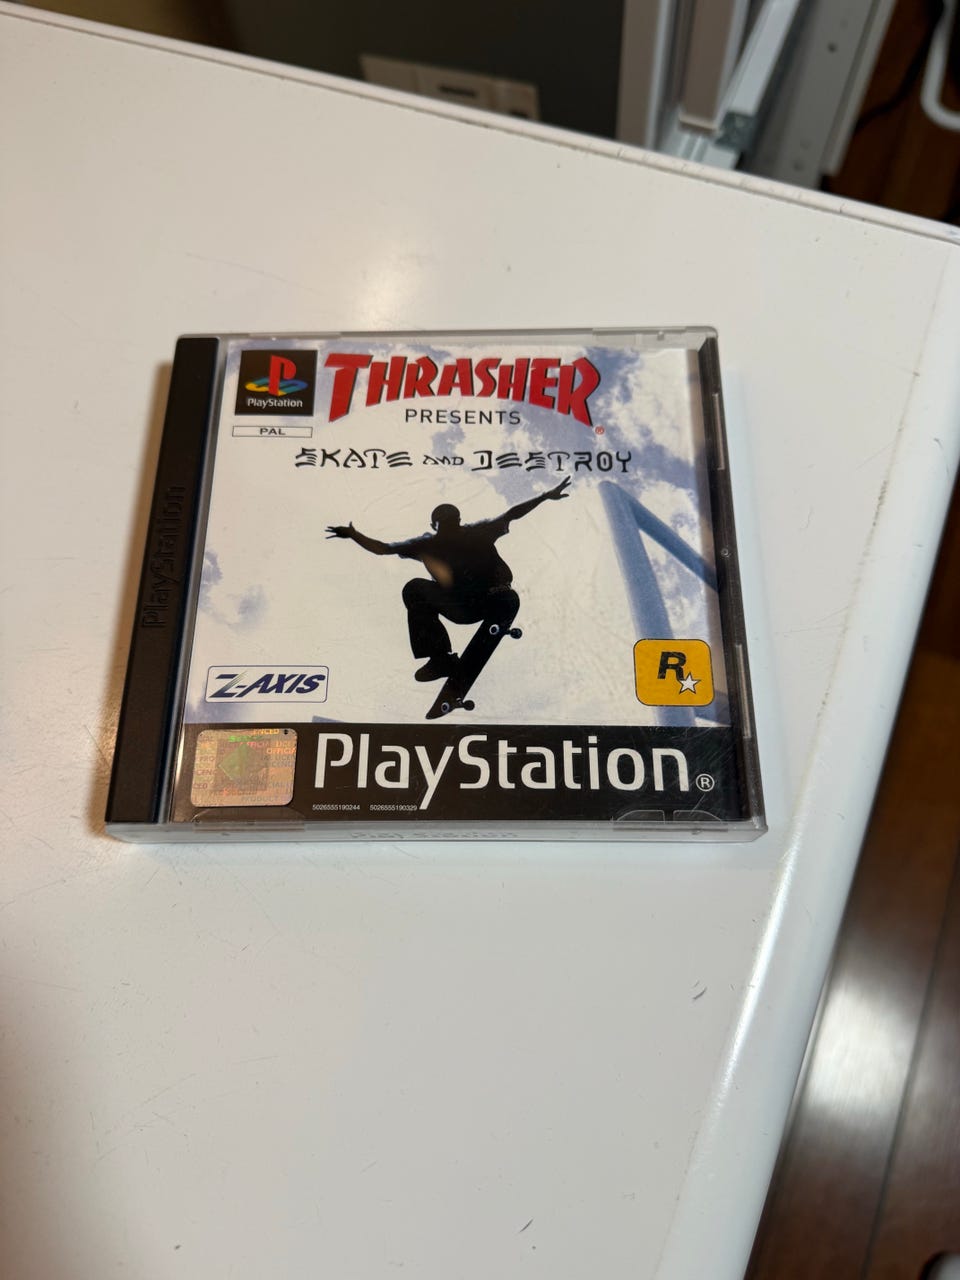 PlayStation
THRASHER
PRESENTS
PAL
SKATE AND DESTROY
PlayStation
Z-AXIS
R
PlayStation®
5026555190244 5026555190329